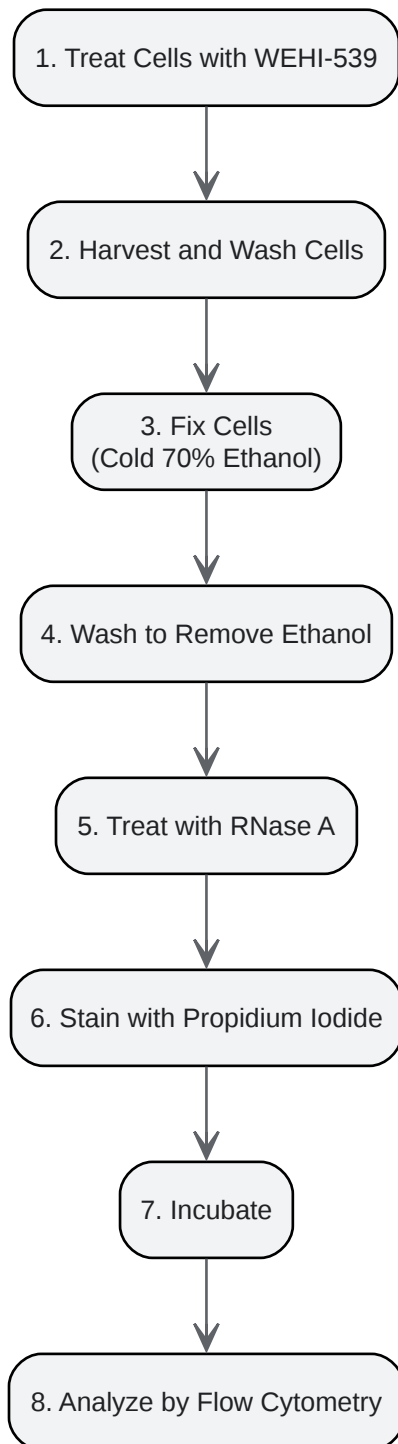 1. Treat Cells with WEHI-539
2. Harvest and Wash Cells
3. Fix Cells
(Cold 70% Ethanol)
4. Wash to Remove Ethanol
5. Treat with RNase A
6. Stain with Propidium Iodide
7. Incubate
8. Analyze by Flow Cytometry